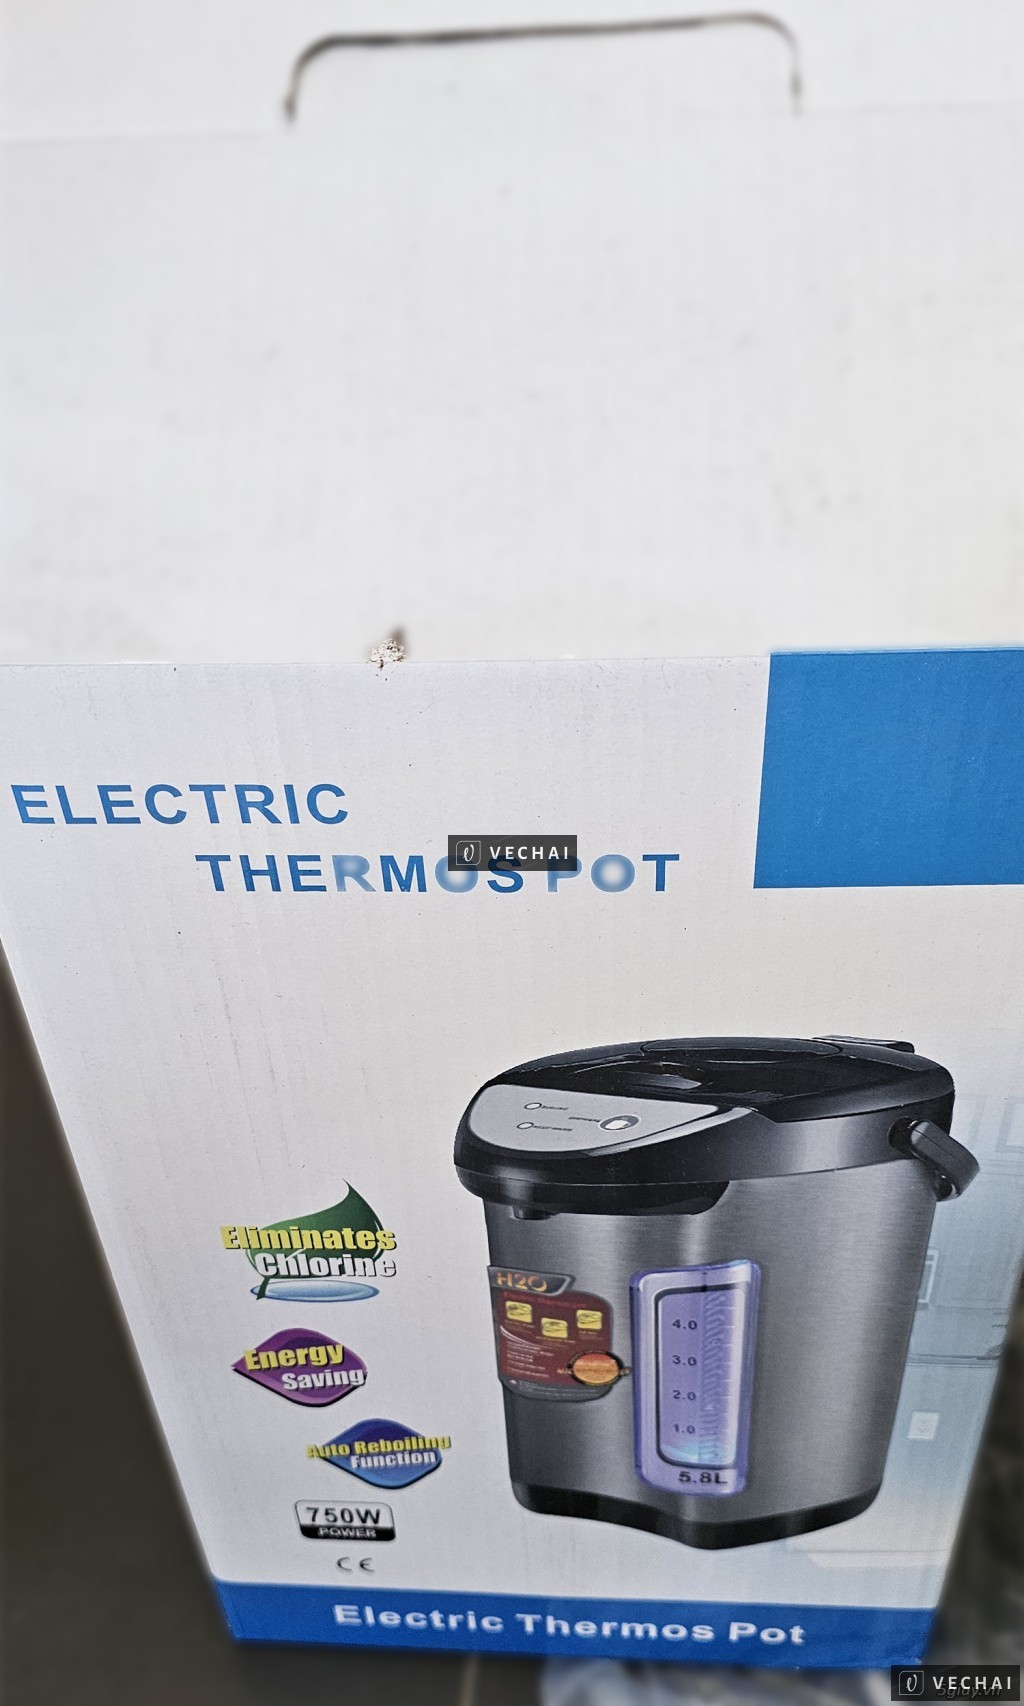 ELECTRIC
THERMOS POT
VECHAI
Eliminates
Chlorine
Energy
Saving
Auto Reboiling
Function
750W
POWER
CE
H2O
4.0
3.0
2.0
1.0
5.8L
Electric Thermos Pot
VECHAI